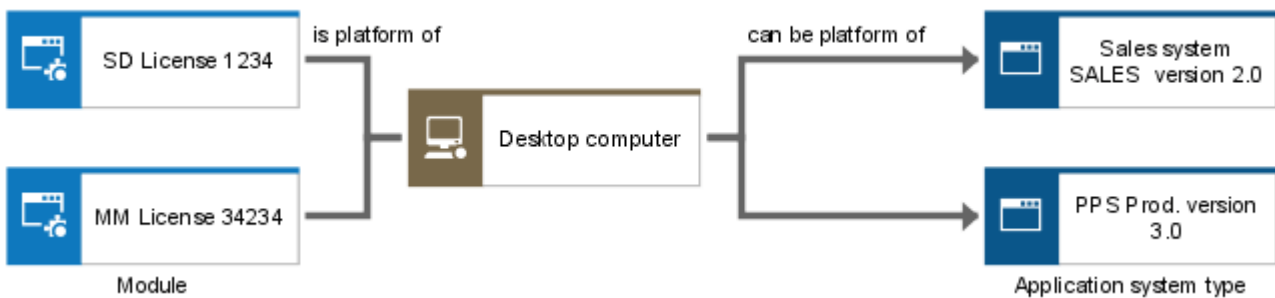 is platform of
can be platform of
SD License 1234
Sales system
SALES version 2.0
Desktop computer
MM License 34234
PPS Prod. version
3.0
Module
Application system type